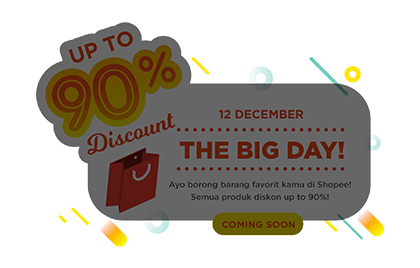 UP TO
90%
Discount
12 DECEMBER
THE BIG DAY!
Ayo borong barang favorit kamu di Shopee!
Semua produk diskon up to 90%!
COMING SOON